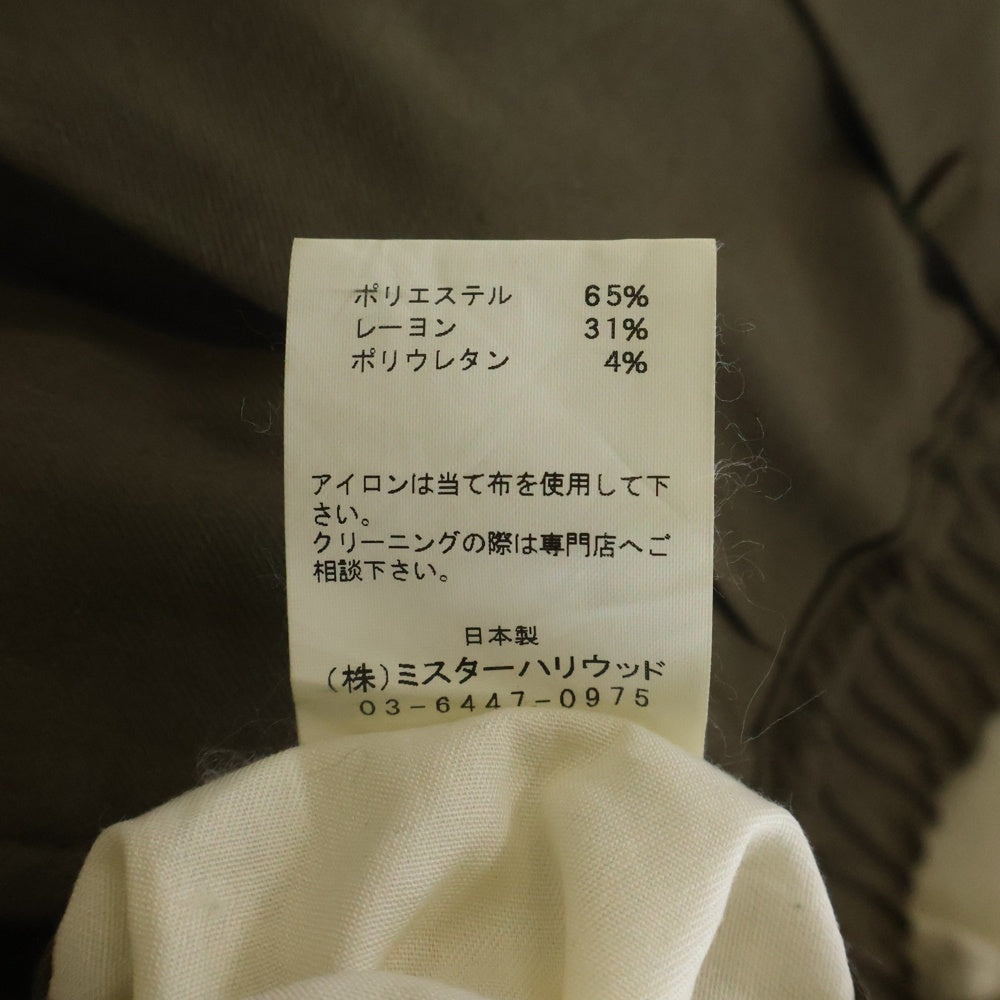 ポリエステル 65%
レーヨン 31%
ポリウレタン 4%
アイロンは当て布を使用して下
さい。
クリーニングの際は専門店へご
相談下さい。
日本製
(株)ミスターハリウッド
03-6447-0975